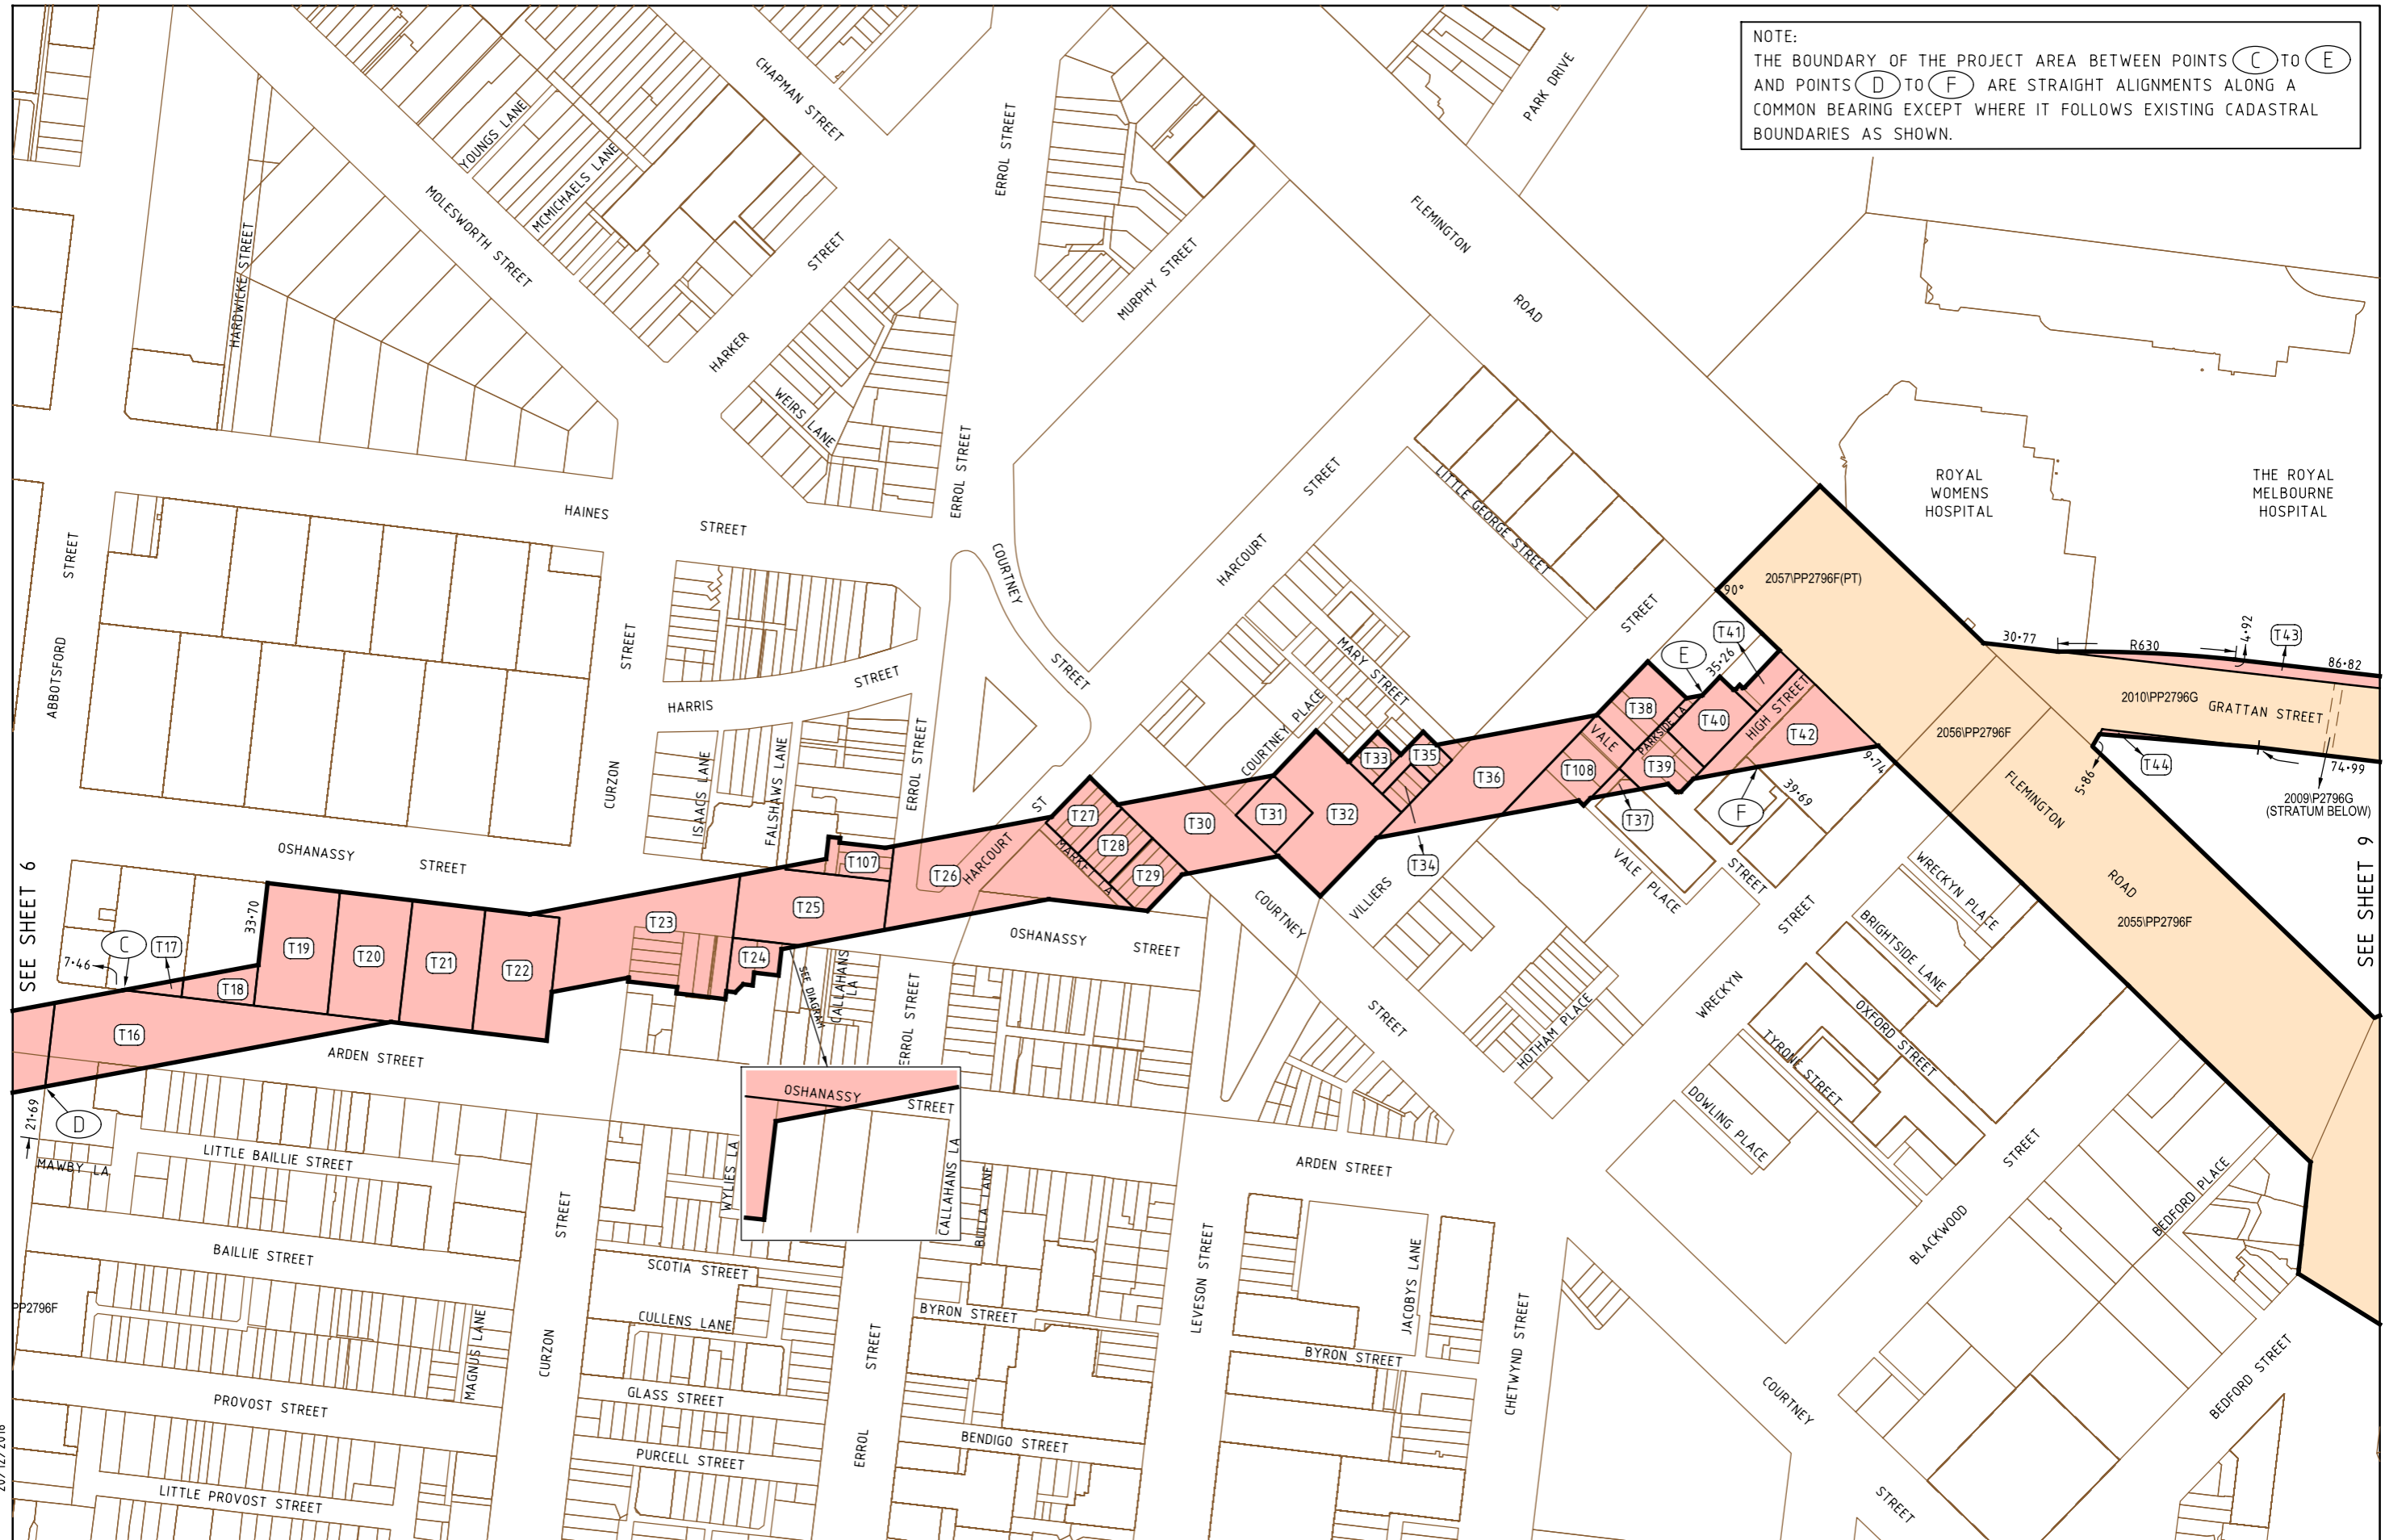 NOTE:
THE BOUNDARY OF THE PROJECT AREA BETWEEN POINTS C TO E
AND POINTS D TO F ARE STRAIGHT ALIGNMENTS ALONG A
COMMON BEARING EXCEPT WHERE IT FOLLOWS EXISTING CADASTRAL
BOUNDARIES AS SHOWN.
CHAPMAN STREET
YOUNGS LANE
MCMICHAELS LANE
MOLESWORTH STREET
HARDWICKE STREET
ERROL STREET
PARK DRIVE
FLEMINGTON
ROAD
MURPHY STREET
HARKER
STREET
WEIRS LANE
ERROL STREET
HAINES
STREET
COURTNEY
STREET
HARCOURT
STREET
LITTLE GEORGE STREET
STREET
ROYAL
WOMENS
HOSPITAL
THE ROYAL
MELBOURNE
HOSPITAL
ABBOTSFORD
STREET
CURZON
STREET
HARRIS
STREET
ISAACS LANE
FALSHAWS LANE
ERROL STREET
MARY STREET
COURTNEY PLACE
2057\PP2796F(PT)
90°
T41
E
35·26
30·77
R630
4·92
T43
86·82
2010\PP2796G
GRATTAN STREET
2056\PP2796F
T44
5·86
74·99
2009\P2796G
(STRATUM BELOW)
FLEMINGTON
ROAD
2055\PP2796F
SEE SHEET 6
SEE SHEET 9
OSHANASSY
STREET
33·70
C
7·46
T17
T18
T16
T19
T20
T21
T22
T23
T24
T25
T107
T26
HARCOURT
ST
T27
T28
MARKET LA
T29
T30
T31
T32
T33
T35
T34
T36
VALE
T108
T38
PARKSIDE LA
T39
T40
HIGH STREET
T42
T37
F
39·69
9·74
VALE PLACE
STREET
VILLIERS
COURTNEY
STREET
OSHANASSY
STREET
SEE DIAGRAM
CALLAHANS
LA
ERROL STREET
ARDEN STREET
21·69
D
MAWBY LA
LITTLE BAILLIE STREET
BAILLIE STREET
PP2796F
MAGNUS LANE
PROVOST STREET
LITTLE PROVOST STREET
CURZON
STREET
OSHANASSY
STREET
WYLIES LA
CALLAHANS LA
BULLA LANE
SCOTIA STREET
CULLENS LANE
GLASS STREET
PURCELL STREET
ERROL
STREET
BYRON STREET
BENDIGO STREET
LEVESON STREET
ARDEN STREET
JACOBYS LANE
BYRON STREET
CHETWYND STREET
HOTHAM PLACE
WRECKYN
STREET
WRECKYN PLACE
BRIGHTSIDE LANE
OXFORD STREET
TYRONE STREET
DOWLING PLACE
BLACKWOOD
STREET
BEDFORD PLACE
BEDFORD STREET
COURTNEY
STREET